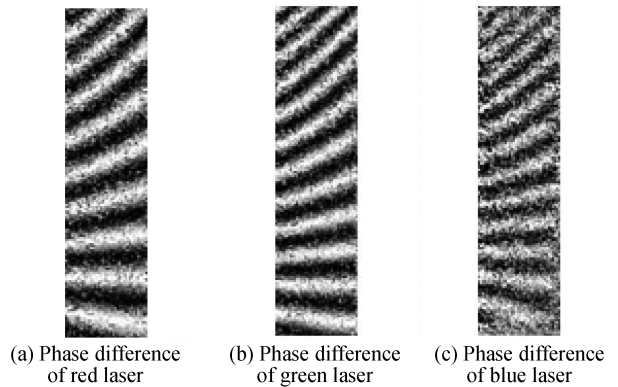 (a) Phase difference
of red laser
(b) Phase difference
of green laser
(c) Phase difference
of blue laser